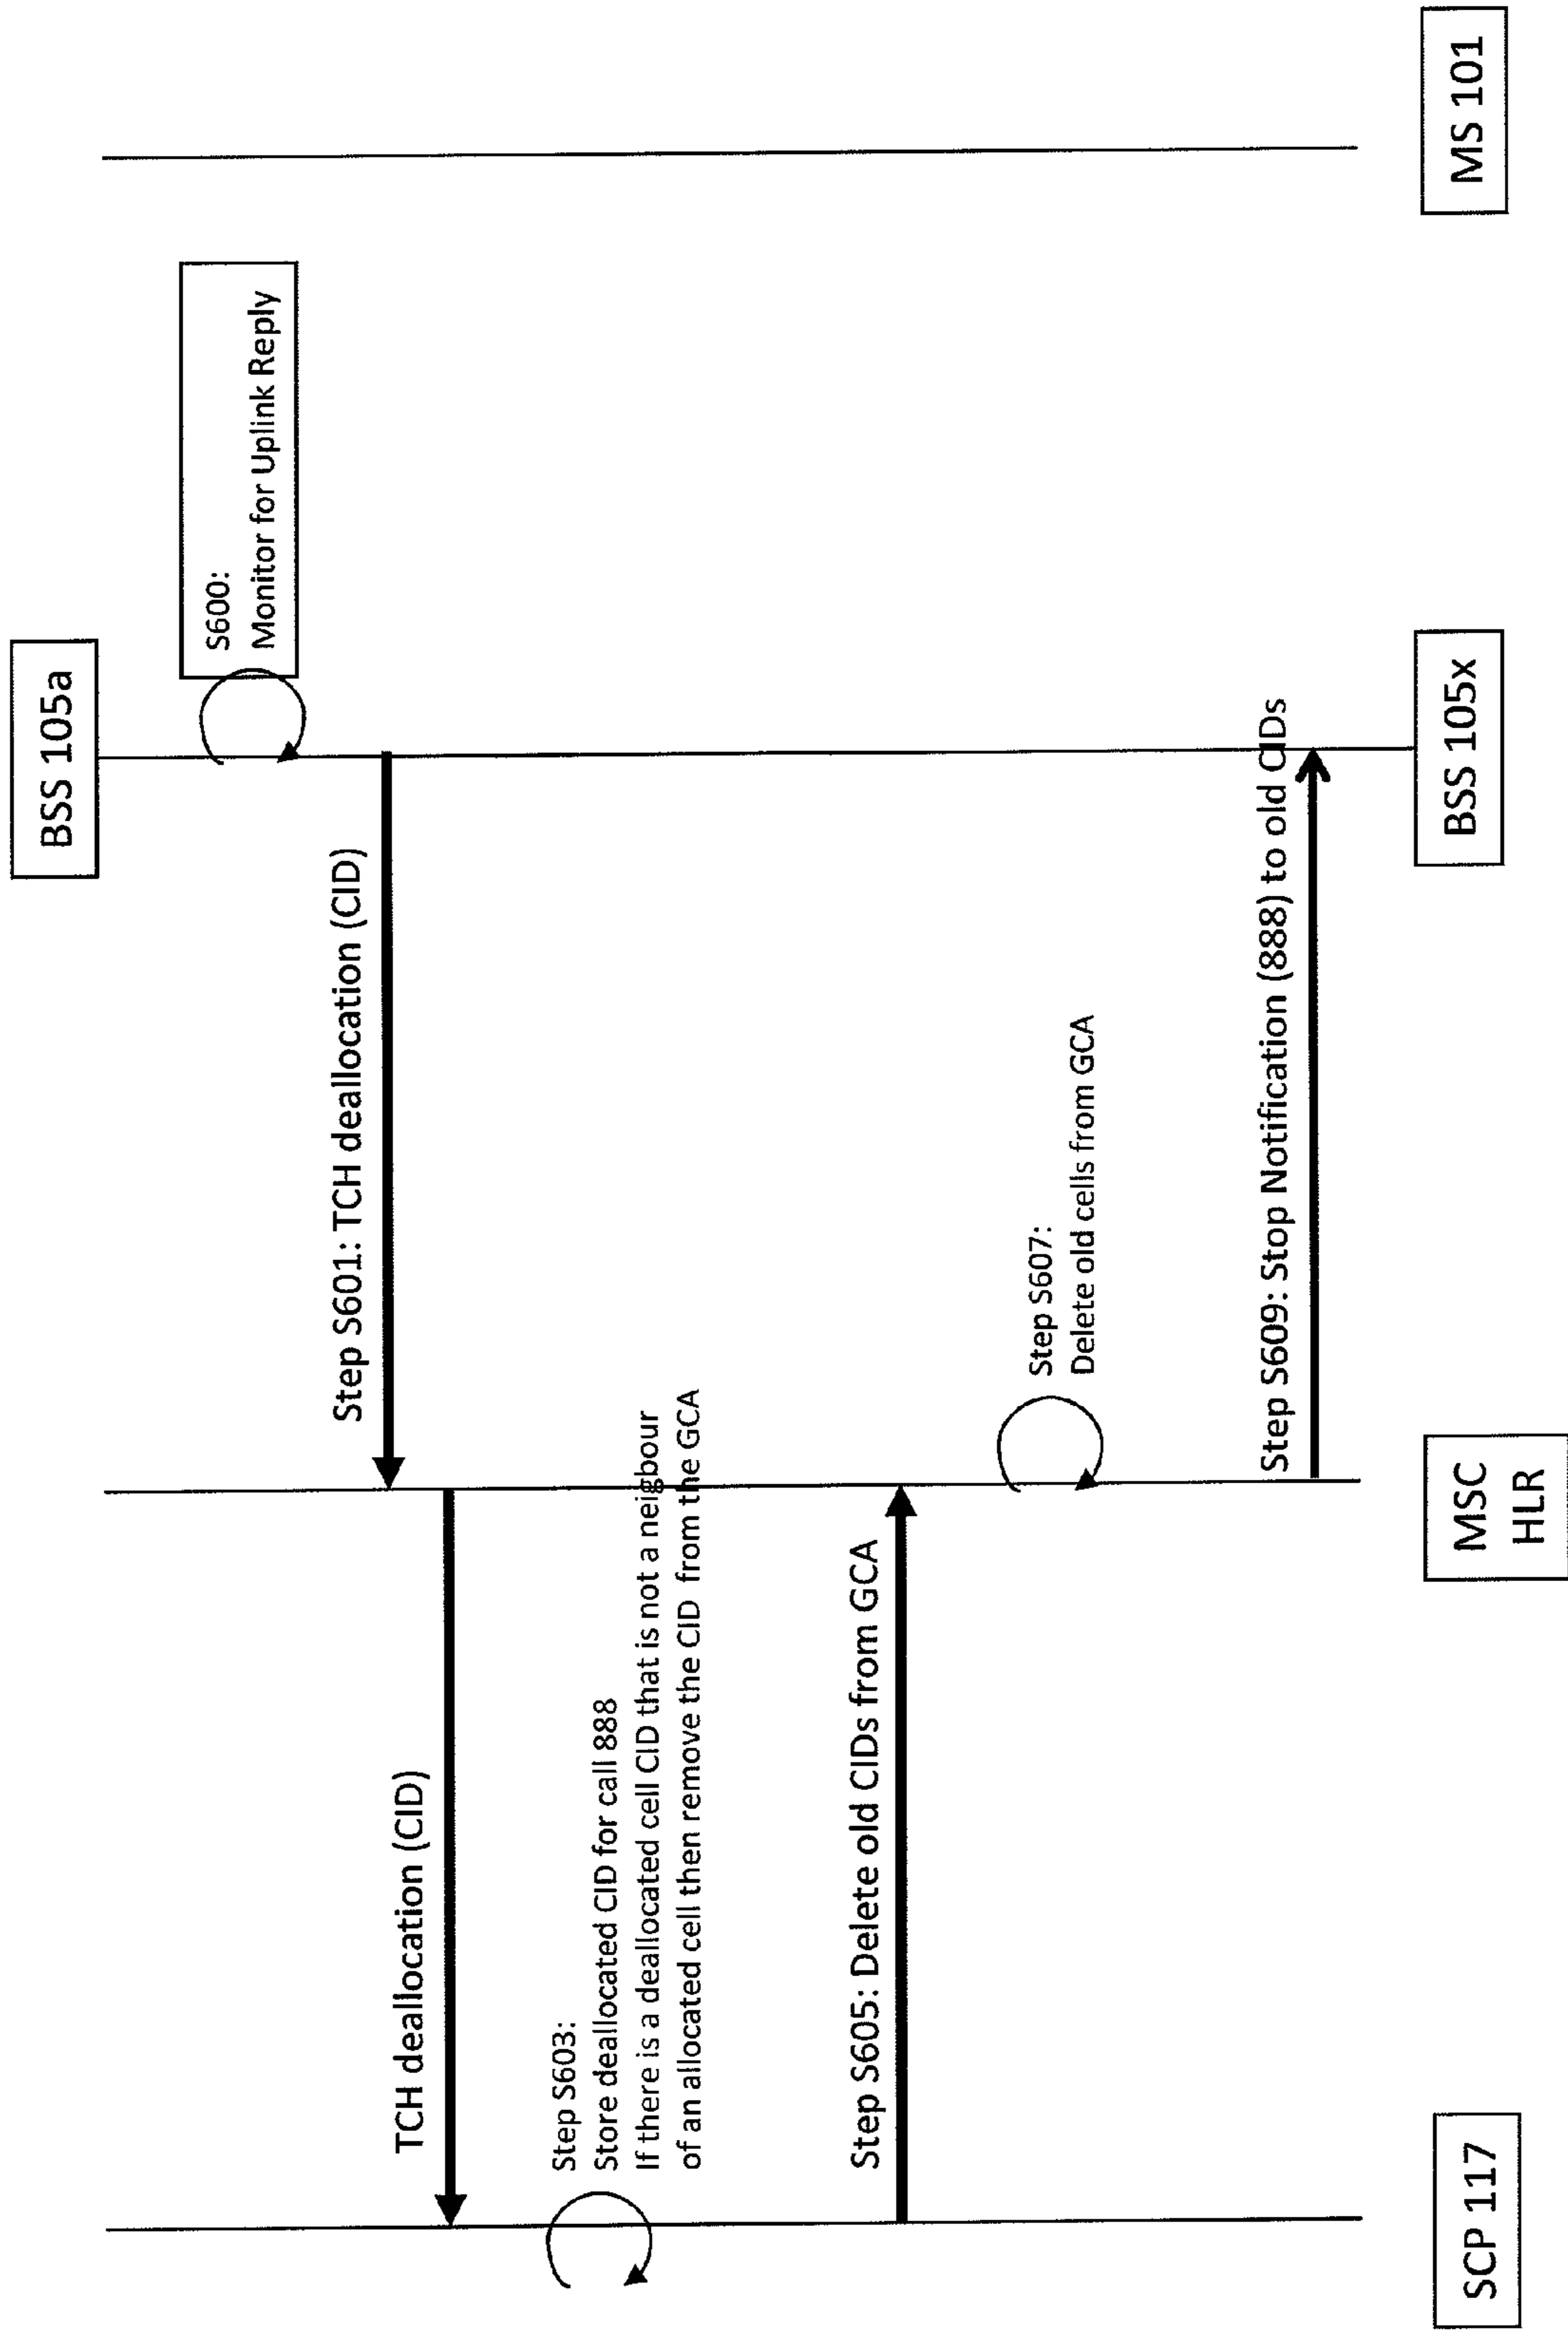 BSS 105a
S600:
Monitor for Uplink Reply
Step S601: TCH deallocation (CID)
TCH deallocation (CID)
Step S603:
Store deallocated CID for call 888
If there is a deallocated cell CID that is not a neigbour
of an allocated cell then remove the CID from the GCA
Step S605: Delete old CIDs from GCA
Step S607:
Delete old cells from GCA
Step S609: Stop Notification (888) to old CIDs
SCP 117
MSC
HLR
BSS 105x
MS 101